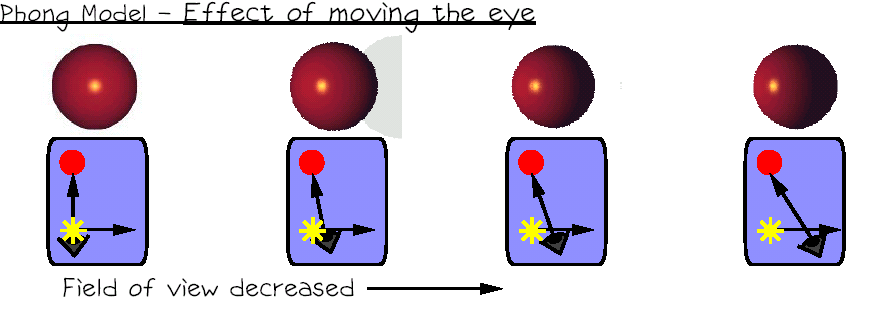 Phong Model - Effect of moving the eye
Field of view decreased